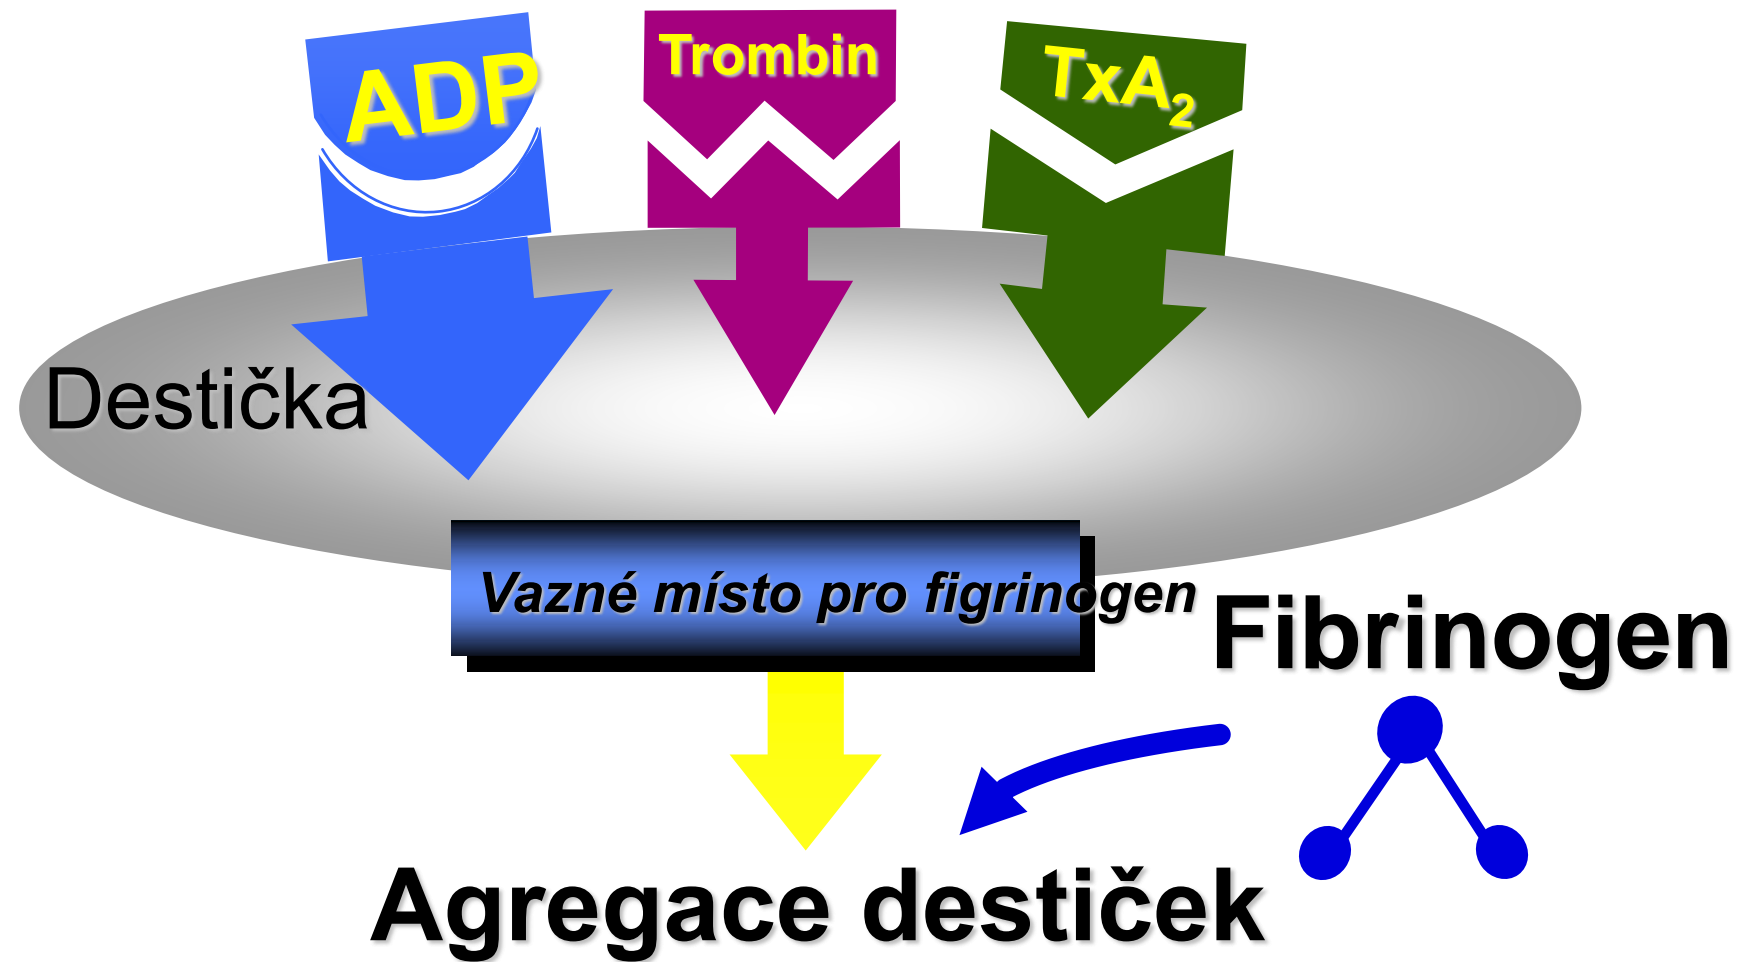 ADP
Trombin
TxA₂
Destička
Vazné místo pro figrinogen
Fibrinogen
Agregace destiček